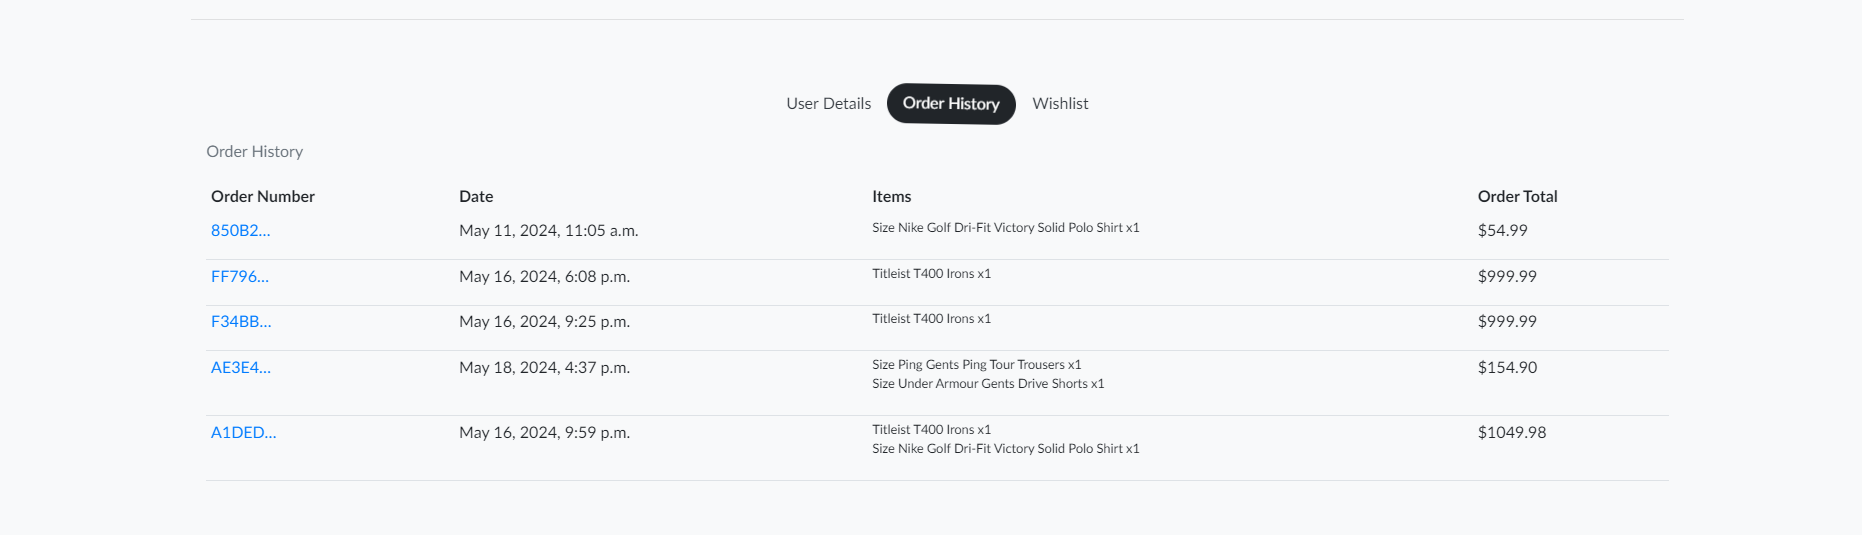 User Details Order History Wishlist
Order History
Order Number Date Items Order Total
850B2... May 11, 2024, 11:05 a.m. Size Nike Golf Dri-Fit Victory Solid Polo Shirt x1 $54.99
FF796... May 16, 2024, 6:08 p.m. Titleist T400 Irons x1 $999.99
F34BB... May 16, 2024, 9:25 p.m. Titleist T400 Irons x1 $999.99
AE3E4... May 18, 2024, 4:37 p.m. Size Ping Gents Ping Tour Trousers x1 $154.90
Size Under Armour Gents Drive Shorts x1
A1DED... May 16, 2024, 9:59 p.m. Titleist T400 Irons x1 $1049.98
Size Nike Golf Dri-Fit Victory Solid Polo Shirt x1